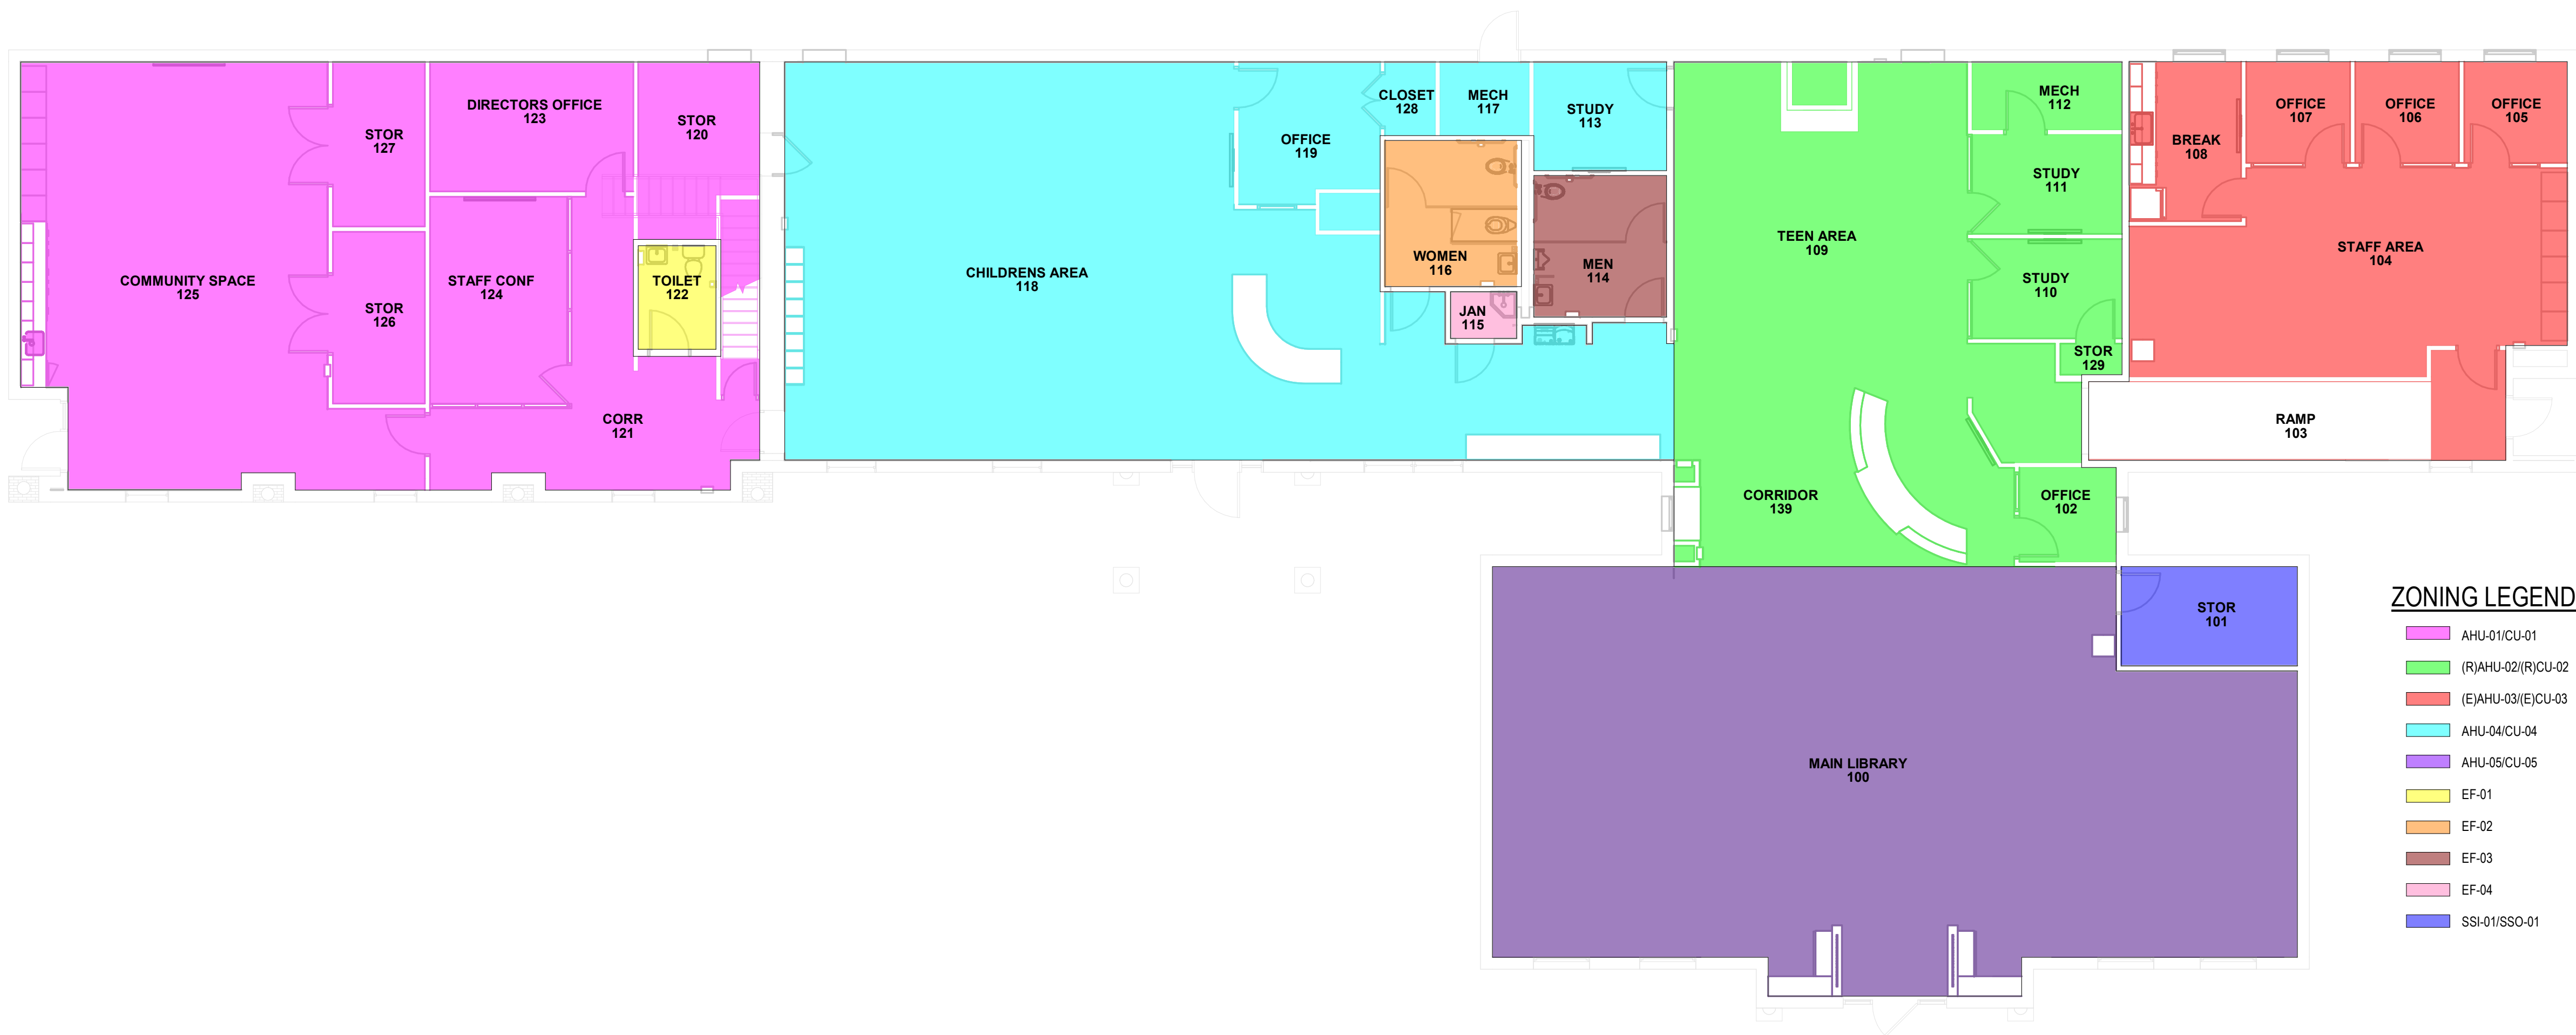 DIRECTORS OFFICE
123
STOR
127
STOR
120
COMMUNITY SPACE
125
STAFF CONF
124
TOILET
122
STOR
126
CORR
121
CHILDRENS AREA
118
OFFICE
119
CLOSET
128
MECH
117
STUDY
113
WOMEN
116
MEN
114
JAN
115
TEEN AREA
109
MECH
112
STUDY
111
STUDY
110
STOR
129
CORRIDOR
139
OFFICE
102
BREAK
108
OFFICE
107
OFFICE
106
OFFICE
105
STAFF AREA
104
RAMP
103
STOR
101
MAIN LIBRARY
100
ZONING LEGEND
AHU-01/CU-01
(R)AHU-02/(R)CU-02
(E)AHU-03/(E)CU-03
AHU-04/CU-04
AHU-05/CU-05
EF-01
EF-02
EF-03
EF-04
SSI-01/SSO-01